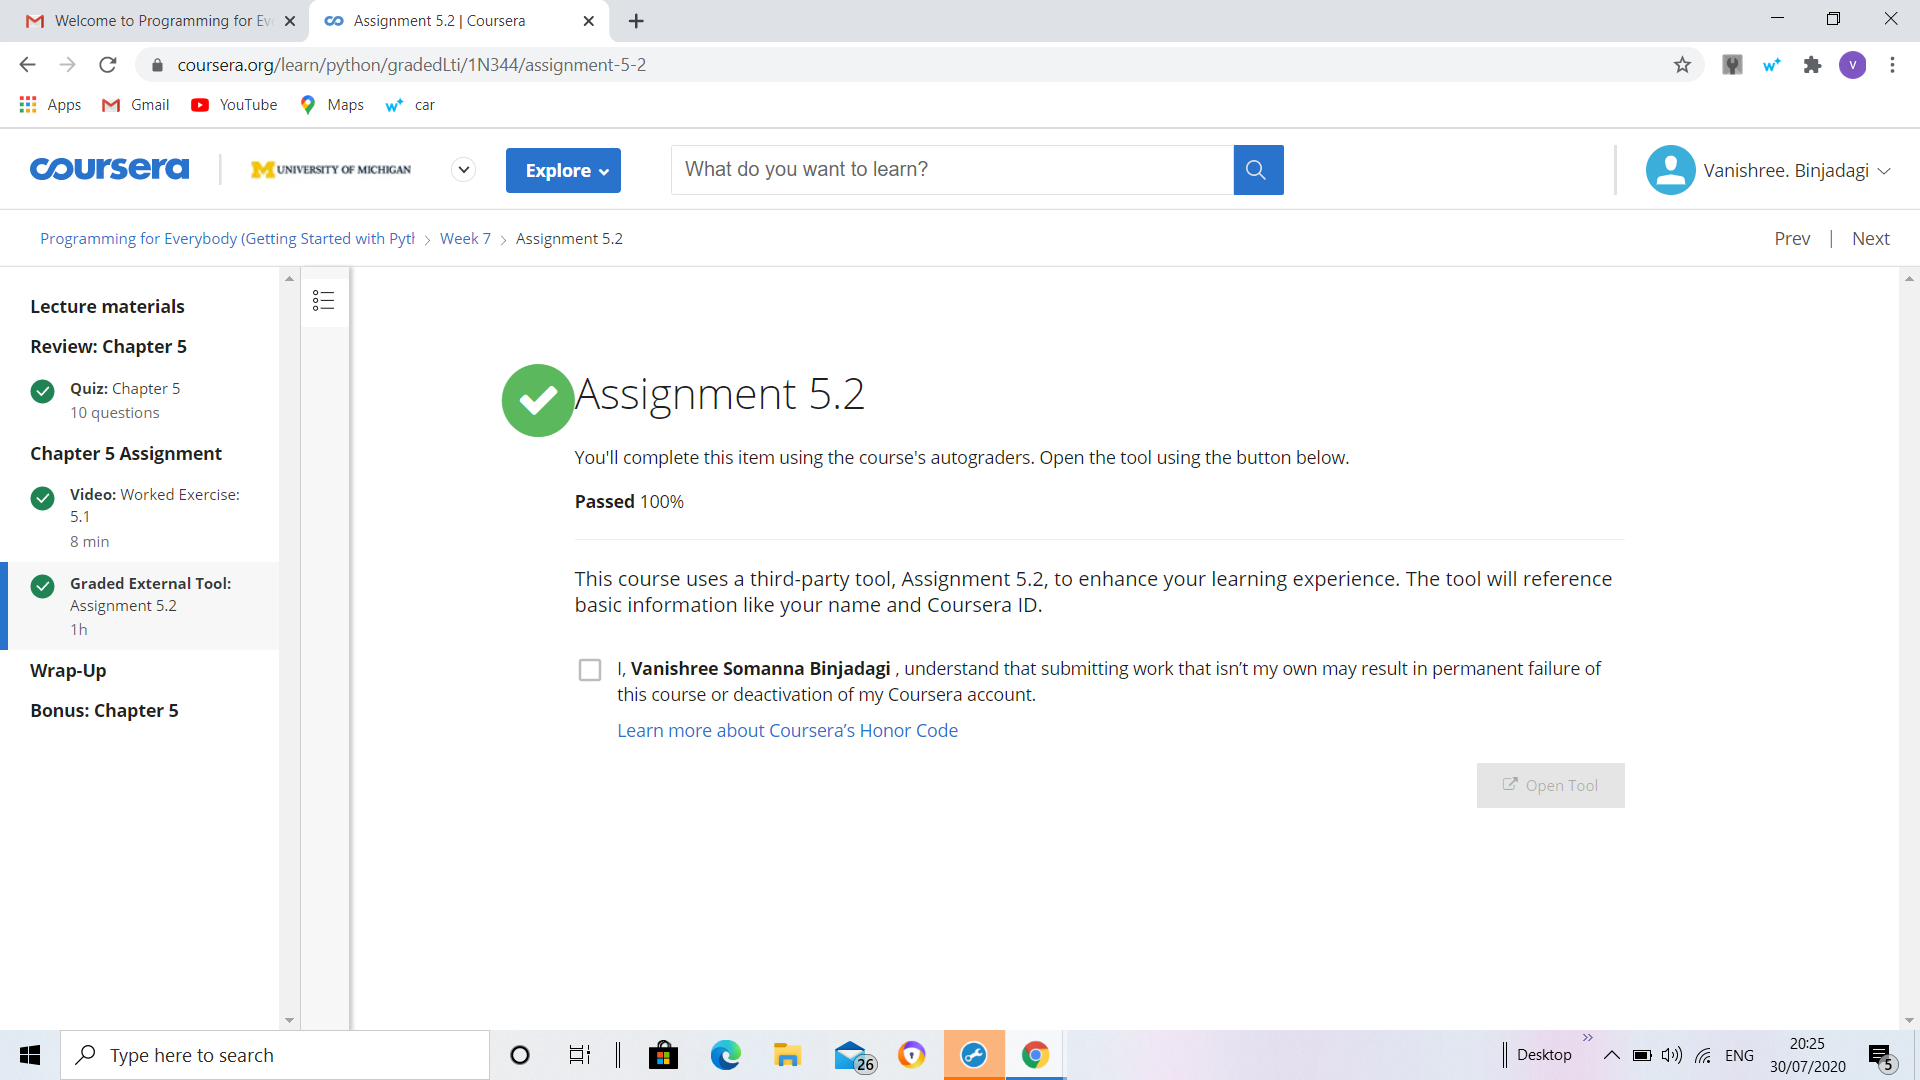 Welcome to Programming for Ev
Assignment 5.2 | Coursera
coursera.org/learn/python/gradedLti/1N344/assignment-5-2
V
Apps
Gmail
YouTube
Maps
car
coursera
UNIVERSITY OF MICHIGAN
Explore
What do you want to learn?
Vanishree. Binjadagi
Programming for Everybody (Getting Started with Pyth
Week 7
Assignment 5.2
Prev | Next
Lecture materials
Review: Chapter 5
Quiz: Chapter 5
10 questions
Chapter 5 Assignment
Video: Worked Exercise:
5.1
8 min
Graded External Tool:
Assignment 5.2
1h
Wrap-Up
Bonus: Chapter 5
Assignment 5.2
You'll complete this item using the course's autograders. Open the tool using the button below.
Passed 100%
This course uses a third-party tool, Assignment 5.2, to enhance your learning experience. The tool will reference
basic information like your name and Coursera ID.
I, Vanishree Somanna Binjadagi , understand that submitting work that isn’t my own may result in permanent failure of
this course or deactivation of my Coursera account.
Learn more about Coursera’s Honor Code
Open Tool
Type here to search
26
Desktop
ENG
20:25
30/07/2020
5